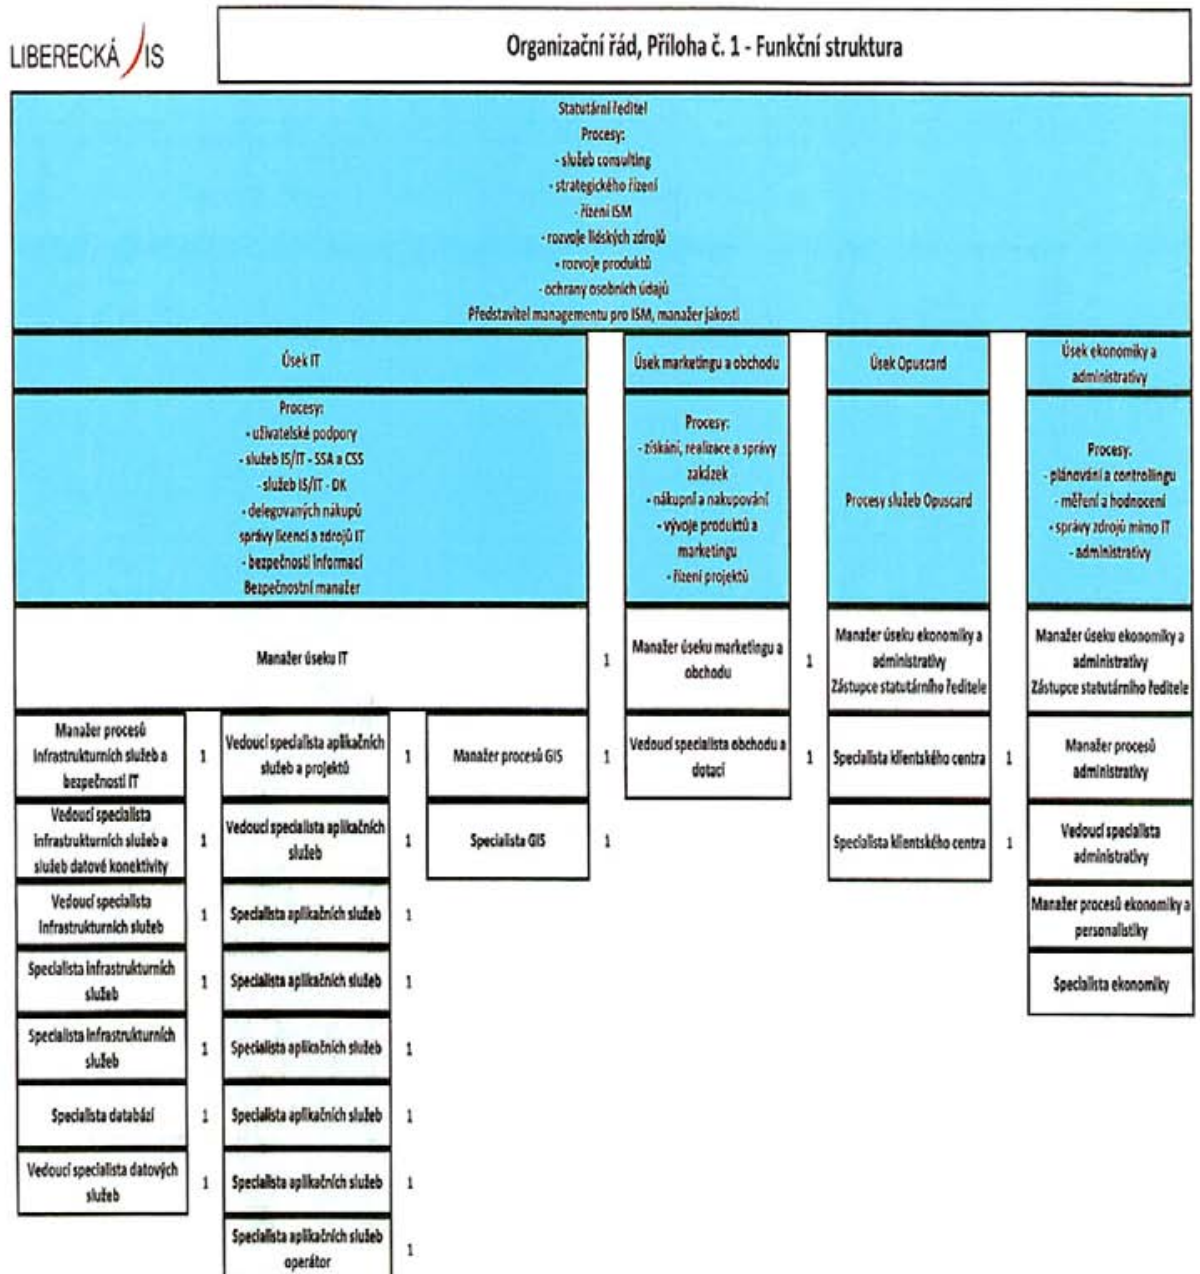 LIBERECKÁ IS
Organizační řád, Příloha č. 1 - Funkční struktura
Statutární ředitel
Procesy:
- služeb consulting
- strategického řízení
- řízení ISM
- rozvoje lidských zdrojů
- rozvoje produktů
- ochrany osobních údajů
Představitel managementu pro ISM, manažer jakosti
Úsek IT
Procesy:
- uživatelské podpory
- služeb IS/IT - SSA a CSS
- služeb IS/IT - DK
- delegovaných nákupů
správy licencí a zdrojů IT
- bezpečnosti informací
Bezpečnostní manažer
Manažer úseku IT
1
Úsek marketingu a obchodu
Procesy:
- získání, realizace a správy
zakázek
- nákupní a nakupování
- vývoje produktů a
marketingu
- řízení projektů
Manažer úseku marketingu a
obchodu
1
Vedoucí specialista obchodu a
dotací
1
Úsek Opuscard
Procesy služeb Opuscard
Manažer úseku ekonomiky a
administrativy
Zástupce statutárního ředitele
Specialista klientského centra
1
Specialista klientského centra
1
Úsek ekonomiky a
administrativy
Procesy:
- plánování a controllingu
- měření a hodnocení
- správy zdrojů mimo IT
- administrativy
Manažer úseku ekonomiky a
administrativy
Zástupce statutárního ředitele
Manažer procesů
administrativy
Vedoucí specialista
administrativy
Manažer procesů ekonomiky a
personalistiky
Specialista ekonomiky
Manažer procesů
infrastrukturních služeb a
bezpečnosti IT
1
Vedoucí specialista
infrastrukturních služeb a
služeb datové konektivity
1
Vedoucí specialista
infrastrukturních služeb
1
Specialista infrastrukturních
služeb
1
Specialista infrastrukturních
služeb
1
Specialista databází
1
Vedoucí specialista datových
služeb
1
Vedoucí specialista aplikačních
služeb a projektů
1
Vedoucí specialista aplikačních
služeb
1
Specialista aplikačních služeb
1
Specialista aplikačních služeb
1
Specialista aplikačních služeb
1
Specialista aplikačních služeb
1
Specialista aplikačních služeb
1
Specialista aplikačních služeb
operátor
1
Manažer procesů GIS
1
Specialista GIS
1